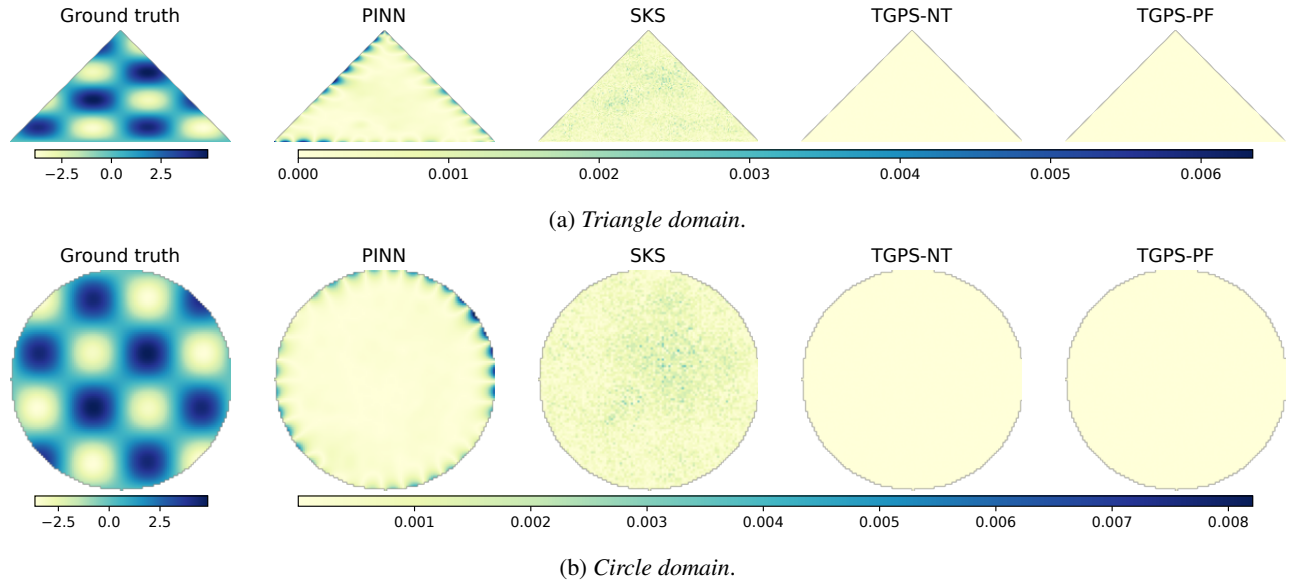 Ground truth PINN SKS TGPS-NT TGPS-PF
−2.5 0.0 2.5 0.000 0.001 0.002 0.003 0.004 0.005 0.006
(a) Triangle domain.
Ground truth PINN SKS TGPS-NT TGPS-PF
−2.5 0.0 2.5 0.001 0.002 0.003 0.004 0.005 0.006 0.007 0.008
(b) Circle domain.